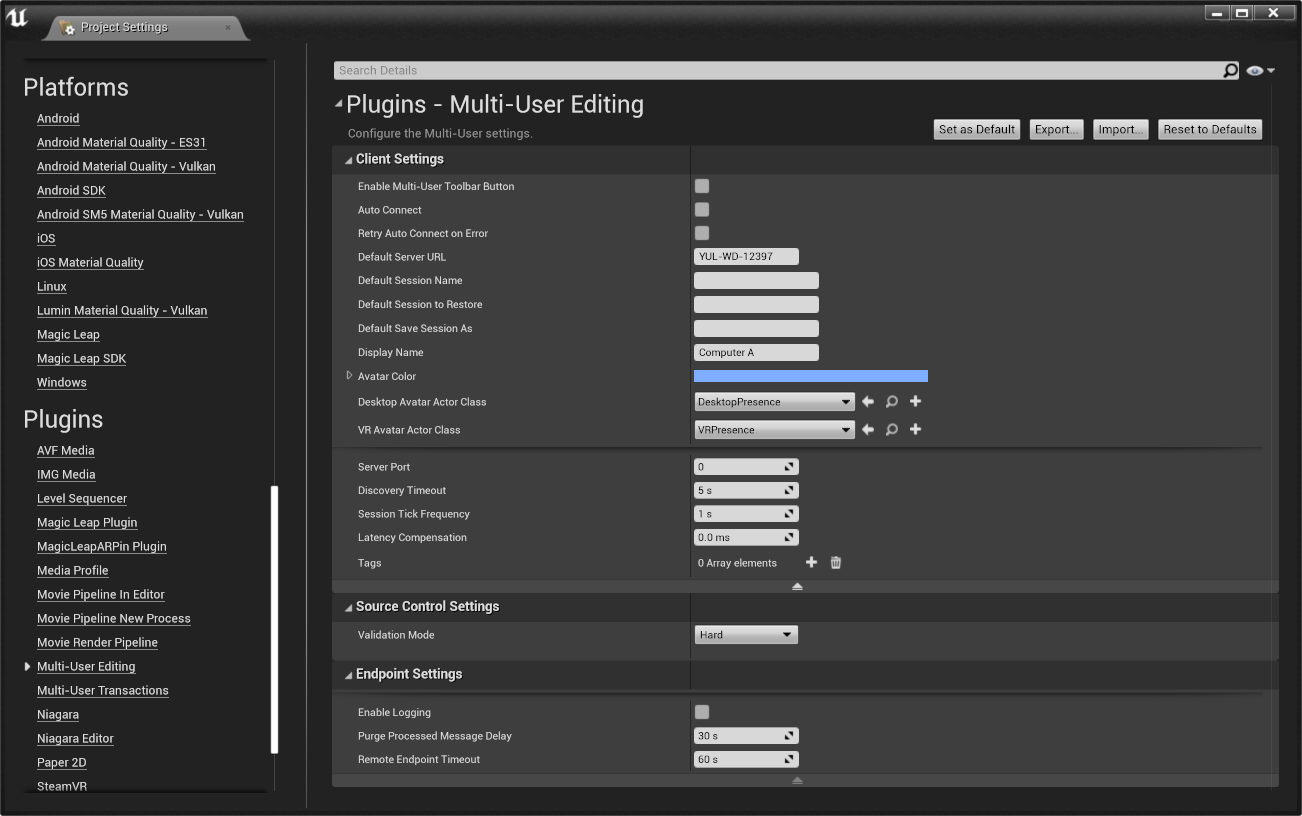 Project Settings
Platforms
Android
Android Material Quality - ES31
Android Material Quality - Vulkan
Android SDK
Android SM5 Material Quality - Vulkan
iOS
iOS Material Quality
Linux
Lumin Material Quality - Vulkan
Magic Leap
Magic Leap SDK
Windows
Plugins
AVF Media
IMG Media
Level Sequencer
Magic Leap Plugin
MagicLeapARPin Plugin
Media Profile
Movie Pipeline In Editor
Movie Pipeline New Process
Movie Render Pipeline
Multi-User Editing
Multi-User Transactions
Niagara
Niagara Editor
Paper 2D
SteamVR
Search Details
Plugins - Multi-User Editing
Configure the Multi-User settings.
Set as Default Export... Import... Reset to Defaults
Client Settings
Enable Multi-User Toolbar Button
Auto Connect
Retry Auto Connect on Error
Default Server URL YUL-WD-12397
Default Session Name
Default Session to Restore
Default Save Session As
Display Name Computer A
Avatar Color
Desktop Avatar Actor Class DesktopPresence
VR Avatar Actor Class VRPresence
Server Port 0
Discovery Timeout 5 s
Session Tick Frequency 1 s
Latency Compensation 0.0 ms
Tags 0 Array elements
Source Control Settings
Validation Mode Hard
Endpoint Settings
Enable Logging
Purge Processed Message Delay 30 s
Remote Endpoint Timeout 60 s